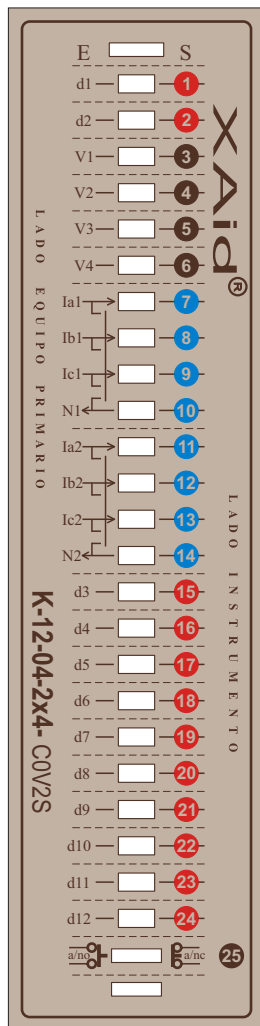 E S
d1 1
d2 2
V1 3
V2 4
V3 5
V4 6
Ia1 7
Ib1 8
Ic1 9
N1 10
Ia2 11
Ib2 12
Ic2 13
N2 14
d3 15
d4 16
d5 17
d6 18
d7 19
d8 20
d9 21
d10 22
d11 23
d12 24
a/no a/nc 25
XAid®
LADO EQUIPO PRIMARIO
LADO INSTRUMENTO
K-12-04-2x4- C0V2S